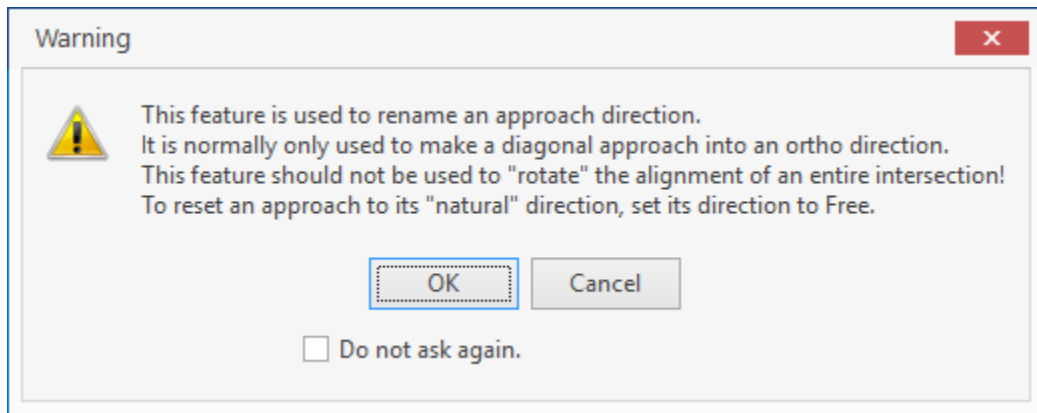 Warning
This feature is used to rename an approach direction.
It is normally only used to make a diagonal approach into an ortho direction.
This feature should not be used to "rotate" the alignment of an entire intersection!
To reset an approach to its "natural" direction, set its direction to Free.
OK
Cancel
Do not ask again.